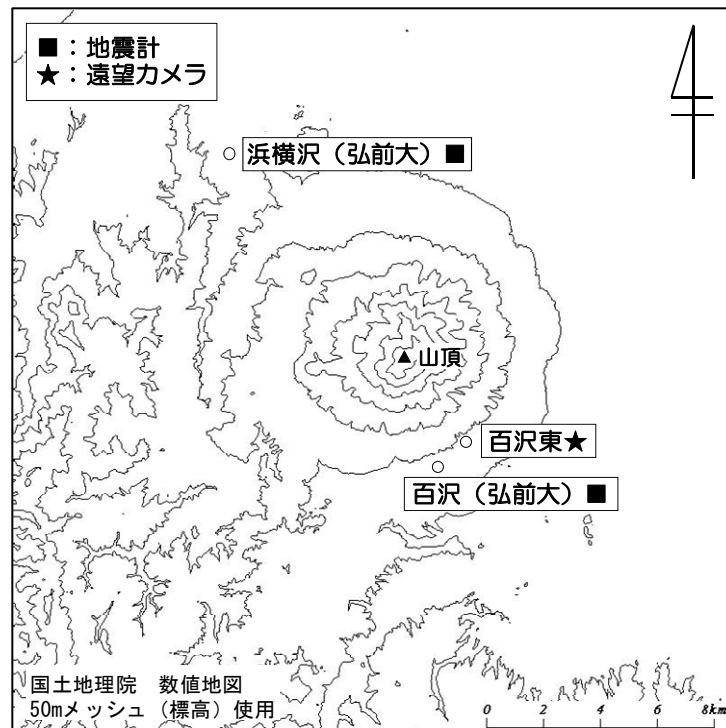 ■：地震計
★：遠望カメラ
浜横沢（弘前大）■
▲山頂
百沢東★
百沢（弘前大）■
国土地理院　数値地図
50mメッシュ（標高）使用
0 2 4 6 8km